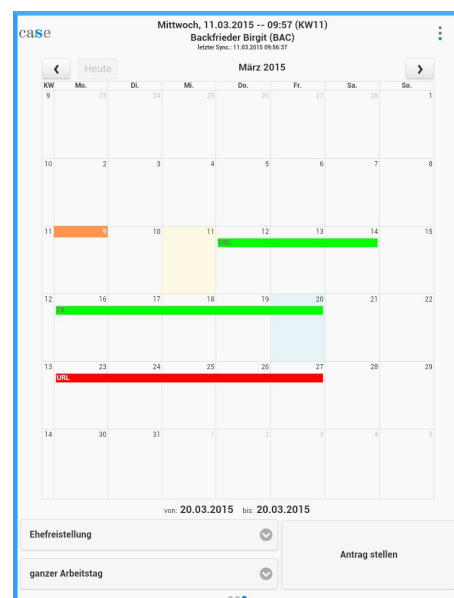 case
Mittwoch, 11.03.2015 -- 09:57 (KW11)
Backfrieder Birgit (BAC)
letzter Sync.: 11.03.2015 09:56:37
Heute
März 2015
KW Mo. Di. Mi. Do. Fr. Sa. So.
9 23 24 25 26 27 28 1
10 2 3 4 5 6 7 8
11 9 10 11 12 13 14 15
URL
12 16 17 18 19 20 21 22
ZA
13 23 24 25 26 27 28 29
URL
14 30 31 1 2 3 4 5
von: 20.03.2015 bis: 20.03.2015
Ehefreistellung
Antrag stellen
ganzer Arbeitstag